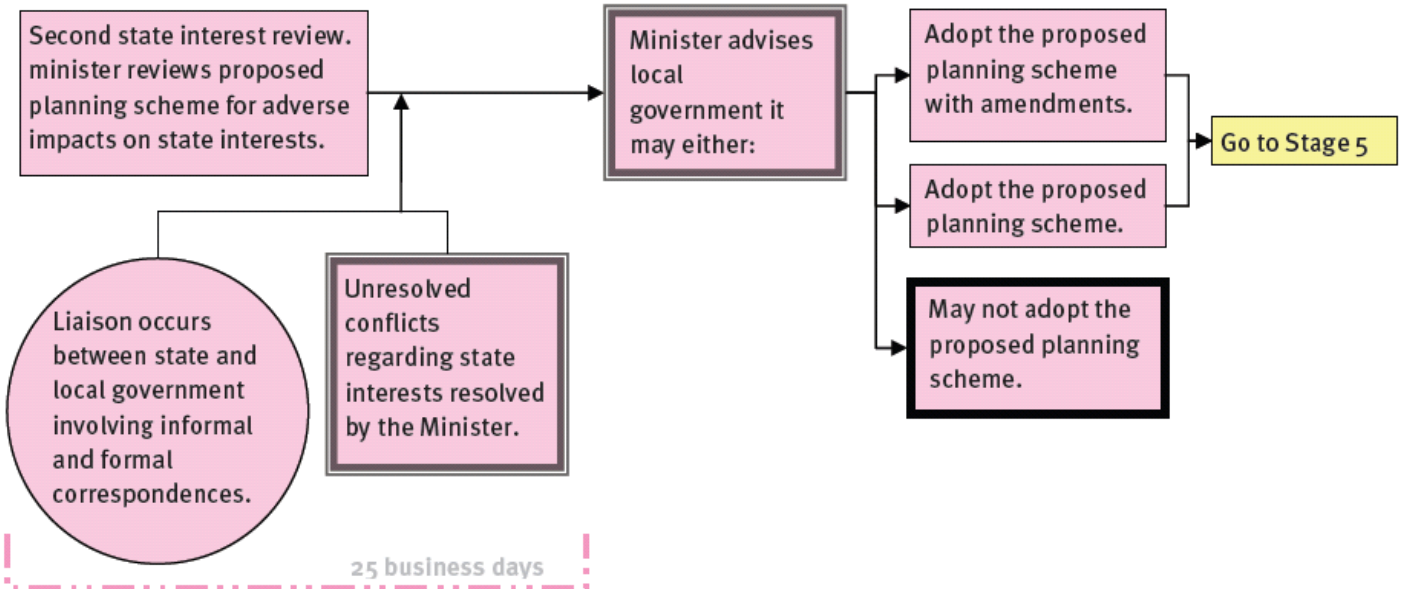 Second state interest review.
minister reviews proposed
planning scheme for adverse
impacts on state interests.
Liaison occurs
between state and
local government
involving informal
and formal
correspondences.
Unresolved
conflicts
regarding state
interests resolved
by the Minister.
25 business days
Minister advises
local
government it
may either:
Adopt the proposed
planning scheme
with amendments.
Adopt the proposed
planning scheme.
May not adopt the
proposed planning
scheme.
Go to Stage 5